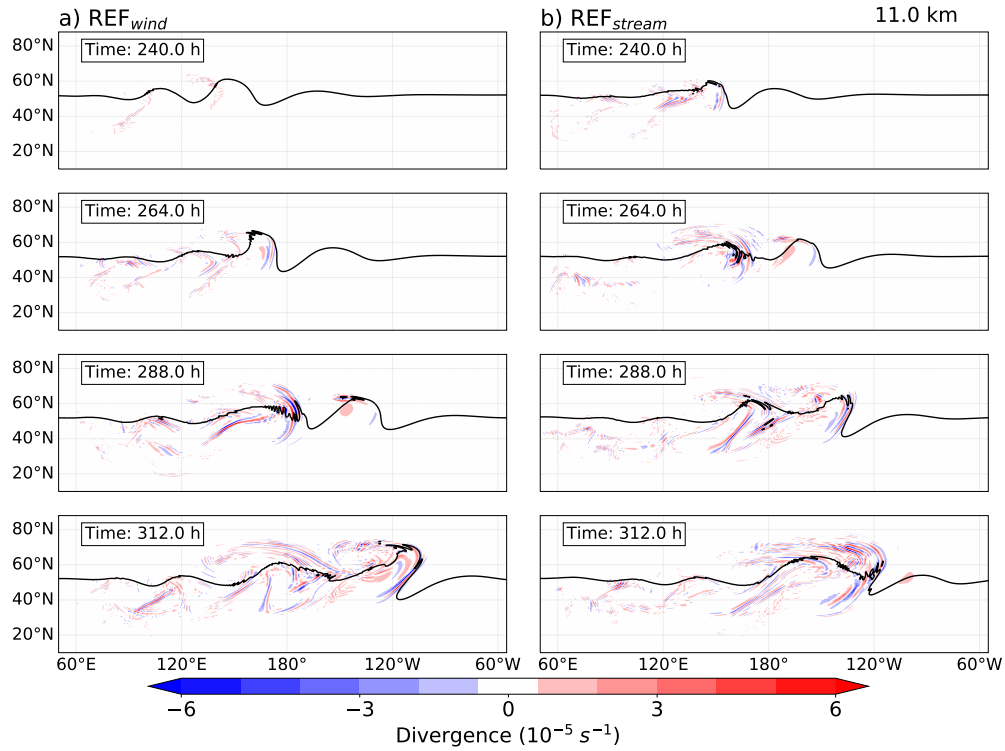 a) REF_wind
b) REF_stream
11.0 km
80°N
60°N
40°N
20°N
Time: 240.0 h
Time: 240.0 h
80°N
60°N
40°N
20°N
Time: 264.0 h
Time: 264.0 h
80°N
60°N
40°N
20°N
Time: 288.0 h
Time: 288.0 h
80°N
60°N
40°N
20°N
Time: 312.0 h
Time: 312.0 h
60°E 120°E 180° 120°W 60°W
60°E 120°E 180° 120°W 60°W
−6 −3 0 3 6
Divergence (10⁻⁵ s⁻¹)